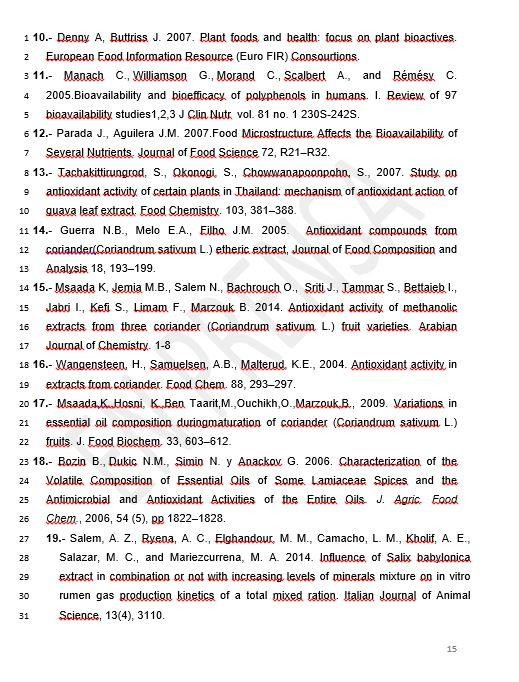 1 10.- Denny A, Buttriss J. 2007. Plant foods and health: focus on plant bioactives.
2 European Food Information Resource (Euro FIR) Consourtions.
3 11.- Manach C., Williamson G., Morand C., Scalbert A., and Rémésy C.
4 2005.Bioavailability and bioefficacy of polyphenols in humans. I. Review of 97
5 bioavailability studies1,2,3 J Clin Nutr vol. 81 no. 1 230S-242S.
6 12.- Parada J., Aguilera J.M. 2007.Food Microstructure Affects the Bioavailability of
7 Several Nutrients. Journal of Food Science 72, R21–R32.
8 13.- Tachakittirungrod, S., Okonogi, S., Chowwanapoonpohn, S., 2007. Study on
9 antioxidant activity of certain plants in Thailand: mechanism of antioxidant action of
10 guava leaf extract. Food Chemistry. 103, 381–388.
11 14.- Guerra N.B., Melo E.A., Filho J.M. 2005. Antioxidant compounds from
12 coriander(Coriandrum sativum L.) etheric extract, Journal of Food Composition and
13 Analysis 18, 193–199.
14 15.- Msaada K, Jemia M.B., Salem N., Bachrouch O., Sriti J., Tammar S., Bettaieb I.,
15 Jabri I., Kefi S., Limam F., Marzouk B. 2014. Antioxidant activity of methanolic
16 extracts from three coriander (Coriandrum sativum L.) fruit varieties. Arabian
17 Journal of Chemistry. 1-8
18 16.- Wangensteen, H., Samuelsen, A.B., Malterud, K.E., 2004. Antioxidant activity in
19 extracts from coriander. Food Chem. 88, 293–297.
20 17.- Msaada,K.,Hosni, K.,Ben Taarit,M.,Ouchikh,O.,Marzouk,B., 2009. Variations in
21 essential oil composition duringmaturation of coriander (Coriandrum sativum L.)
22 fruits. J. Food Biochem. 33, 603–612.
23 18.- Bozin B., Dukic N.M., Simin N. y Anackov G. 2006. Characterization of the
24 Volatile Composition of Essential Oils of Some Lamiaceae Spices and the
25 Antimicrobial and Antioxidant Activities of the Entire Oils. J. Agric. Food
26 Chem., 2006, 54 (5), pp 1822–1828.
27 19.- Salem, A. Z., Ryena, A. C., Elghandour, M. M., Camacho, L. M., Kholif, A. E.,
28 Salazar, M. C., and Mariezcurrena, M. A. 2014. Influence of Salix babylonica
29 extract in combination or not with increasing levels of minerals mixture on in vitro
30 rumen gas production kinetics of a total mixed ration. Italian Journal of Animal
31 Science, 13(4), 3110.
15
EN PRENSA